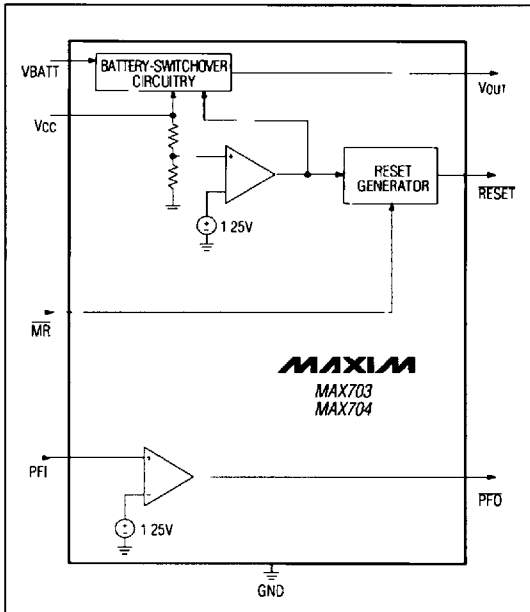 VBATT
BATTERY-SWITCHOVER
CIRCUITRY
VOUT
VCC
RESET
GENERATOR
RESET
1.25V
MR
MAXIM
MAX703
MAX704
PFI
PFO
1.25V
GND